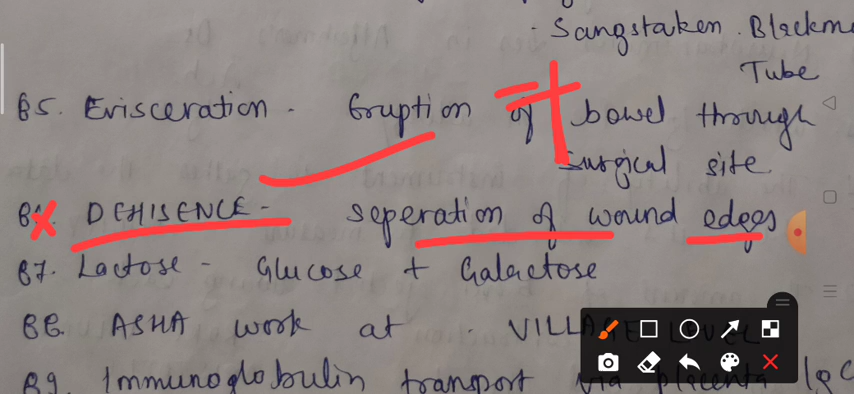 - Sangstaken. Blackm
Tube
85. Evisceration - Eruption of bowel through
surgical site
DEHISENCE - seperation of wound edges
87. Lactose - Glucose + Galactose
88. ASHA work at - VILLAGE LEVEL
89. Immunoglobulin transport via placenta IgG